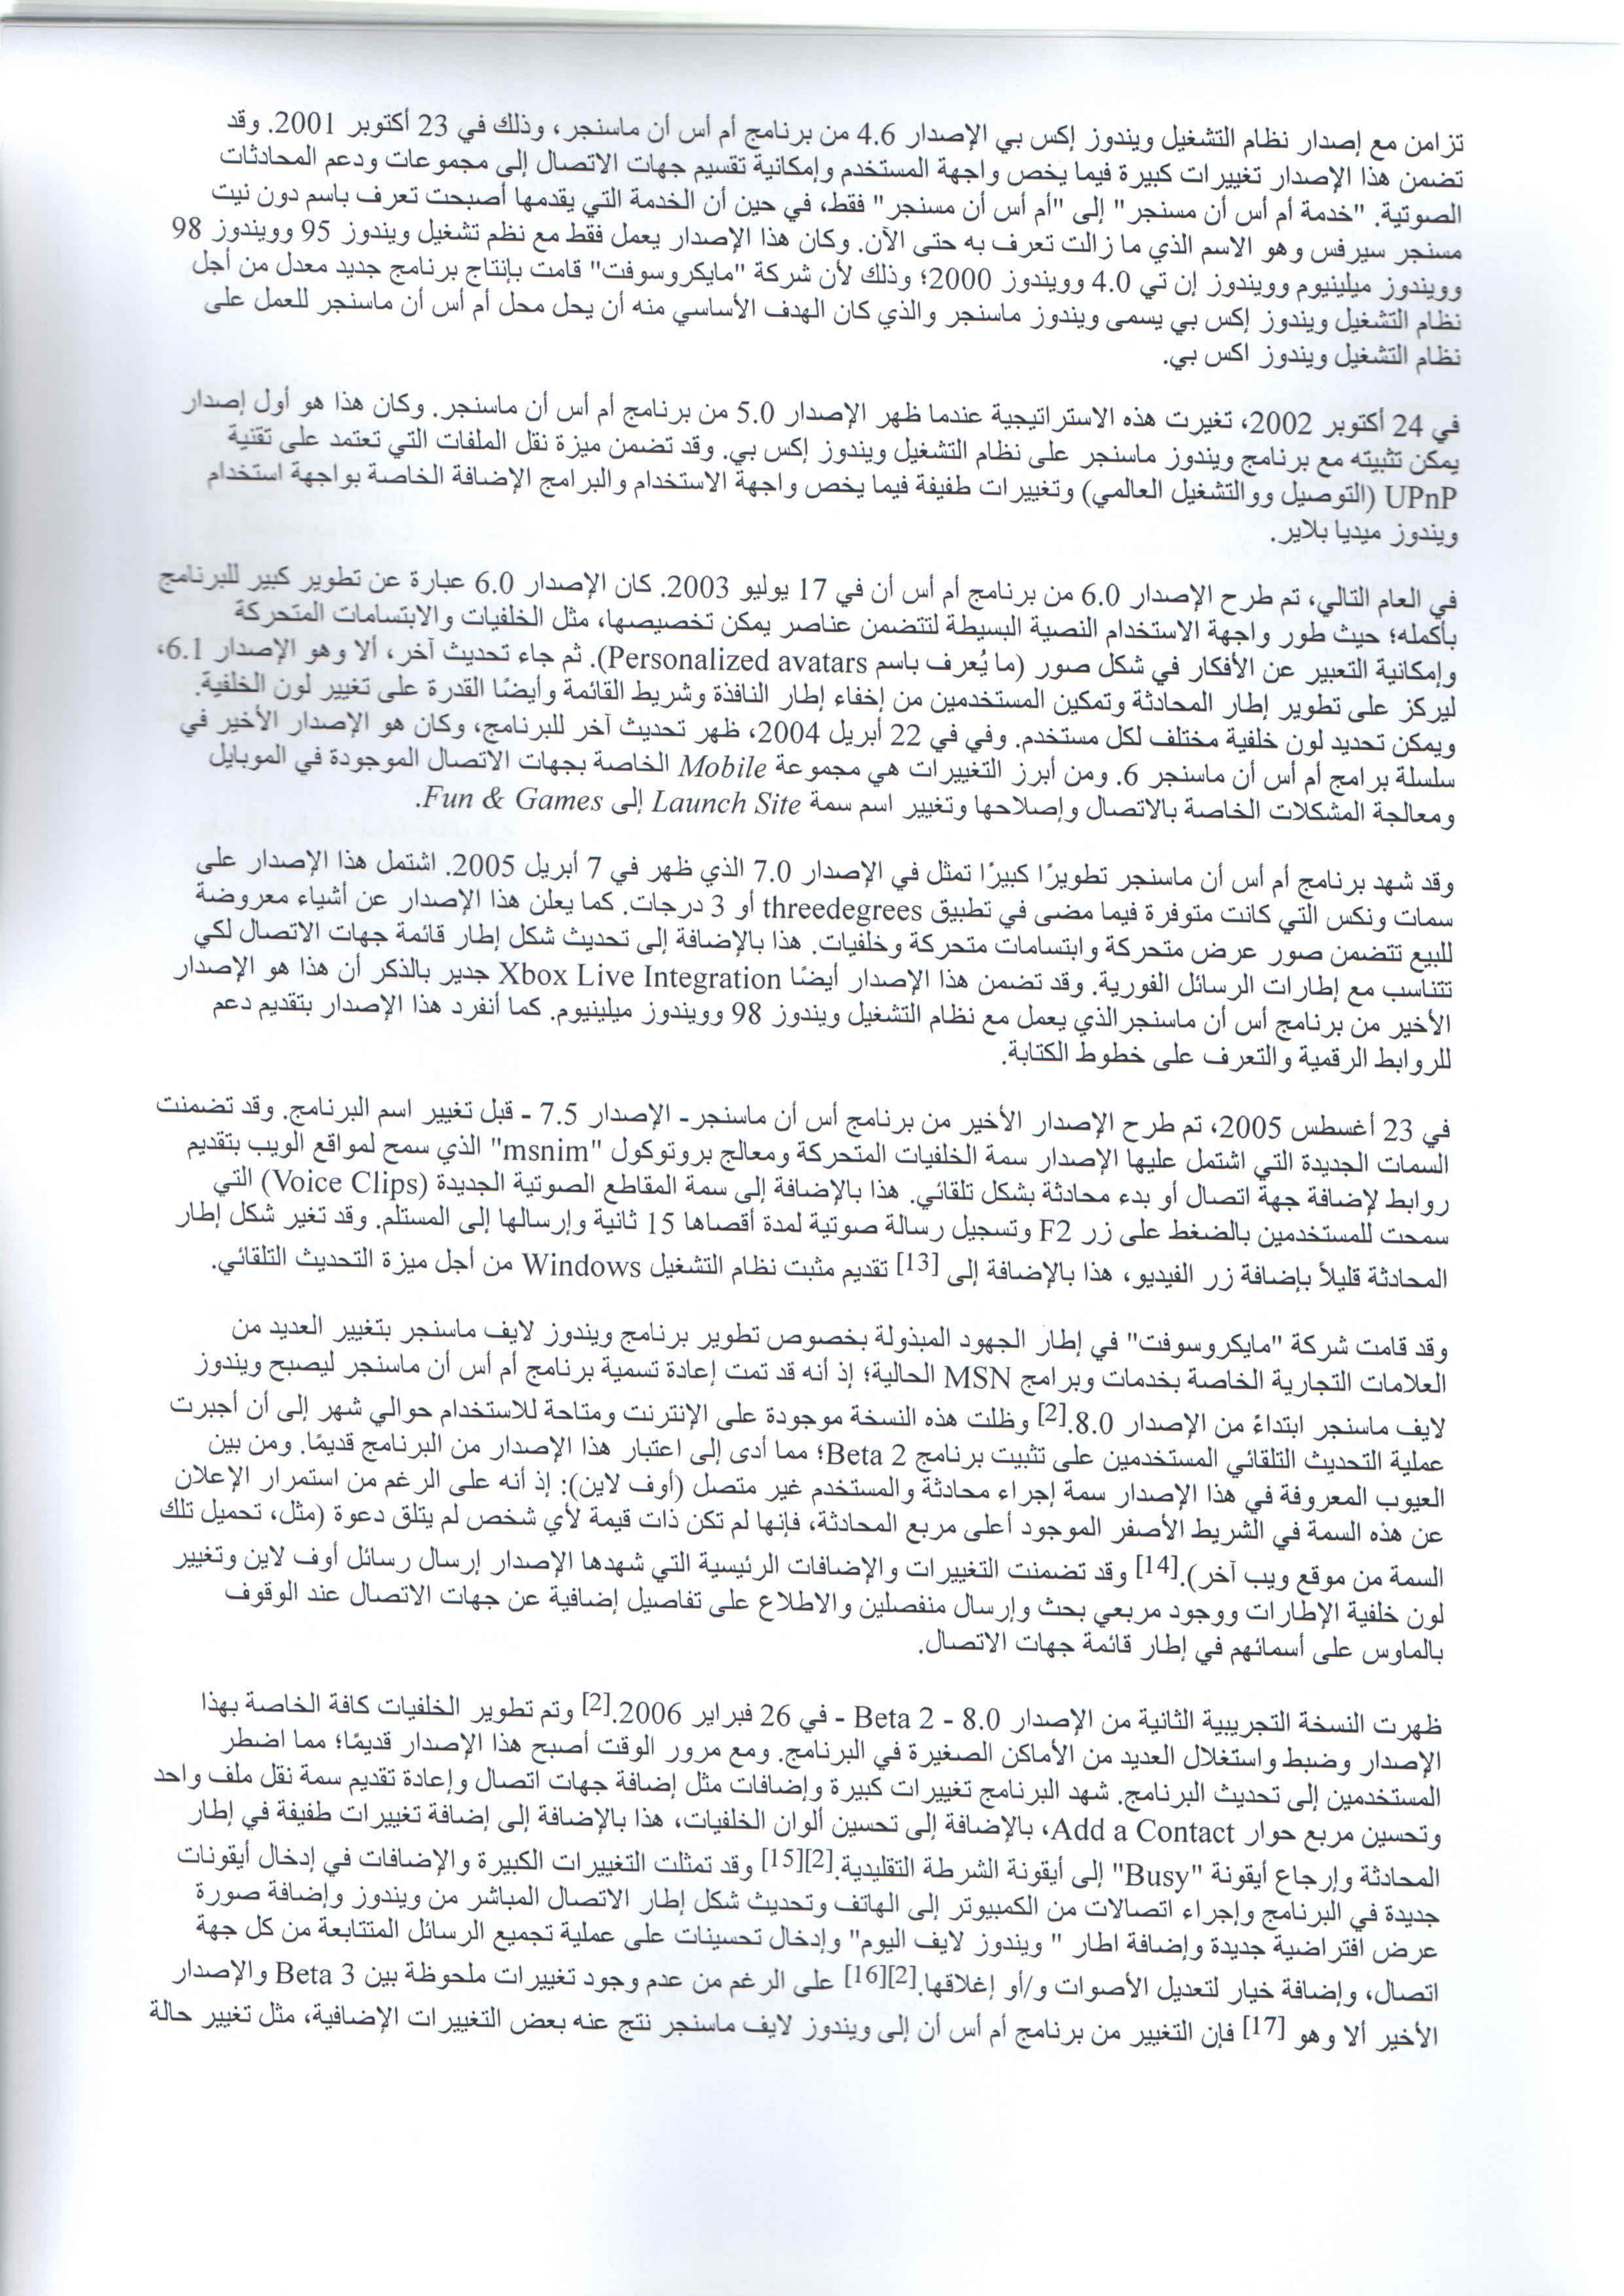 تزامن مع إصدار نظام التشغيل ويندوز إكس بي الإصدار 4.6 من برنامج أم أس أن ماسنجر، وذلك في 23 أكتوبر 2001. وقد
تضمن هذا الإصدار تغييرات كبيرة فيما يخص واجهة المستخدم وإمكانية تقسيم جهات الاتصال إلى مجموعات ودعم المحادثات
الصوتية. "خدمة أم أس أن مسنجر" إلى "أم أس أن مسنجر" فقط، في حين أن الخدمة التي يقدمها أصبحت تعرف باسم دون نيت
مسنجر سيرفس وهو الاسم الذي ما زالت تعرف به حتى الآن. وكان هذا الإصدار يعمل فقط مع نظم تشغيل ويندوز 95 وويندوز 98
وويندوز ميلينيوم وويندوز إن تي 4.0 وويندوز 2000؛ وذلك لأن شركة "مايكروسوفت" قامت بإنتاج برنامج جديد معدل من أجل
نظام التشغيل ويندوز إكس بي يسمى ويندوز ماسنجر والذي كان الهدف الأساسي منه أن يحل محل أم أس أن ماسنجر للعمل على
نظام التشغيل ويندوز اكس بي.
في 24 أكتوبر 2002، تغيرت هذه الاستراتيجية عندما ظهر الإصدار 5.0 من برنامج أم أس أن ماسنجر. وكان هذا هو أول إصدار
يمكن تثبيته مع برنامج ويندوز ماسنجر على نظام التشغيل ويندوز إكس بي. وقد تضمن ميزة نقل الملفات التي تعتمد على تقنية
UPnP (التوصيل ووالتشغيل العالمي) وتغييرات طفيفة فيما يخص واجهة الاستخدام والبرامج الإضافة الخاصة بواجهة استخدام
ويندوز ميديا بلاير.
في العام التالي، تم طرح الإصدار 6.0 من برنامج أم أس أن في 17 يوليو 2003. كان الإصدار 6.0 عبارة عن تطوير كبير للبرنامج
بأكمله؛ حيث طور واجهة الاستخدام النصية البسيطة لتتضمن عناصر يمكن تخصيصها، مثل الخلفيات والابتسامات المتحركة
وإمكانية التعبير عن الأفكار في شكل صور (ما يُعرف باسم Personalized avatars). ثم جاء تحديث آخر، ألا وهو الإصدار 6.1،
ليركز على تطوير إطار المحادثة وتمكين المستخدمين من إخفاء إطار النافذة وشريط القائمة وأيضًا القدرة على تغيير لون الخلفية.
ويمكن تحديد لون خلفية مختلف لكل مستخدم. وفي في 22 أبريل 2004، ظهر تحديث آخر للبرنامج، وكان هو الإصدار الأخير في
سلسلة برامج أم أس أن ماسنجر 6. ومن أبرز التغييرات هي مجموعة Mobile الخاصة بجهات الاتصال الموجودة في الموبايل
ومعالجة المشكلات الخاصة بالاتصال وإصلاحها وتغيير اسم سمة Launch Site إلى Fun & Games.
وقد شهد برنامج أم أس أن ماسنجر تطويرًا كبيرًا تمثل في الإصدار 7.0 الذي ظهر في 7 أبريل 2005. اشتمل هذا الإصدار على
سمات ونكس التي كانت متوفرة فيما مضى في تطبيق threedegrees أو 3 درجات. كما يعلن هذا الإصدار عن أشياء معروضة
للبيع تتضمن صور عرض متحركة وابتسامات متحركة وخلفيات. هذا بالإضافة إلى تحديث شكل إطار قائمة جهات الاتصال لكي
تتناسب مع إطارات الرسائل الفورية. وقد تضمن هذا الإصدار أيضًا Xbox Live Integration جدير بالذكر أن هذا هو الإصدار
الأخير من برنامج أس أن ماسنجرالذي يعمل مع نظام التشغيل ويندوز 98 وويندوز ميلينيوم. كما أنفرد هذا الإصدار بتقديم دعم
للروابط الرقمية والتعرف على خطوط الكتابة.
في 23 أغسطس 2005، تم طرح الإصدار الأخير من برنامج أس أن ماسنجر- الإصدار 7.5 - قبل تغيير اسم البرنامج. وقد تضمنت
السمات الجديدة التي اشتمل عليها الإصدار سمة الخلفيات المتحركة ومعالج بروتوكول "msnim" الذي سمح لمواقع الويب بتقديم
روابط لإضافة جهة اتصال أو بدء محادثة بشكل تلقائي. هذا بالإضافة إلى سمة المقاطع الصوتية الجديدة (Voice Clips) التي
سمحت للمستخدمين بالضغط على زر F2 وتسجيل رسالة صوتية لمدة أقصاها 15 ثانية وإرسالها إلى المستلم. وقد تغير شكل إطار
المحادثة قليلاً بإضافة زر الفيديو، هذا بالإضافة إلى [13] تقديم مثبت نظام التشغيل Windows من أجل ميزة التحديث التلقائي.
وقد قامت شركة "مايكروسوفت" في إطار الجهود المبذولة بخصوص تطوير برنامج ويندوز لايف ماسنجر بتغيير العديد من
العلامات التجارية الخاصة بخدمات وبرامج MSN الحالية؛ إذ أنه قد تمت إعادة تسمية برنامج أم أس أن ماسنجر ليصبح ويندوز
لايف ماسنجر ابتداءً من الإصدار 8.0.[2] وظلت هذه النسخة موجودة على الإنترنت ومتاحة للاستخدام حوالي شهر إلى أن أجبرت
عملية التحديث التلقائي المستخدمين على تثبيت برنامج Beta 2؛ مما أدى إلى اعتبار هذا الإصدار من البرنامج قديمًا. ومن بين
العيوب المعروفة في هذا الإصدار سمة إجراء محادثة والمستخدم غير متصل (أوف لاين): إذ أنه على الرغم من استمرار الإعلان
عن هذه السمة في الشريط الأصفر الموجود أعلى مربع المحادثة، فإنها لم تكن ذات قيمة لأي شخص لم يتلق دعوة (مثل، تحميل تلك
السمة من موقع ويب آخر).[14] وقد تضمنت التغييرات والإضافات الرئيسية التي شهدها الإصدار إرسال رسائل أوف لاين وتغيير
لون خلفية الإطارات ووجود مربعي بحث وإرسال منفصلين والاطلاع على تفاصيل إضافية عن جهات الاتصال عند الوقوف
بالماوس على أسمائهم في إطار قائمة جهات الاتصال.
ظهرت النسخة التجريبية الثانية من الإصدار 8.0 - Beta 2 - في 26 فبراير 2006.[2] وتم تطوير الخلفيات كافة الخاصة بهذا
الإصدار وضبط واستغلال العديد من الأماكن الصغيرة في البرنامج. ومع مرور الوقت أصبح هذا الإصدار قديمًا؛ مما اضطر
المستخدمين إلى تحديث البرنامج. شهد البرنامج تغييرات كبيرة وإضافات مثل إضافة جهات اتصال وإعادة تقديم سمة نقل ملف واحد
وتحسين مربع حوار Add a Contact، بالإضافة إلى تحسين ألوان الخلفيات، هذا بالإضافة إلى إضافة تغييرات طفيفة في إطار
المحادثة وإرجاع أيقونة "Busy" إلى أيقونة الشرطة التقليدية.[2][15] وقد تمثلت التغييرات الكبيرة والإضافات في إدخال أيقونات
جديدة في البرنامج وإجراء اتصالات من الكمبيوتر إلى الهاتف وتحديث شكل إطار الاتصال المباشر من ويندوز وإضافة صورة
عرض افتراضية جديدة وإضافة اطار " ويندوز لايف اليوم" وإدخال تحسينات على عملية تجميع الرسائل المتتابعة من كل جهة
اتصال، وإضافة خيار لتعديل الأصوات و/أو إغلاقها.[2][16] على الرغم من عدم وجود تغييرات ملحوظة بين Beta 3 والإصدار
الأخير ألا وهو [17] فإن التغيير من برنامج أم أس أن إلى ويندوز لايف ماسنجر نتج عنه بعض التغييرات الإضافية، مثل تغيير حالة